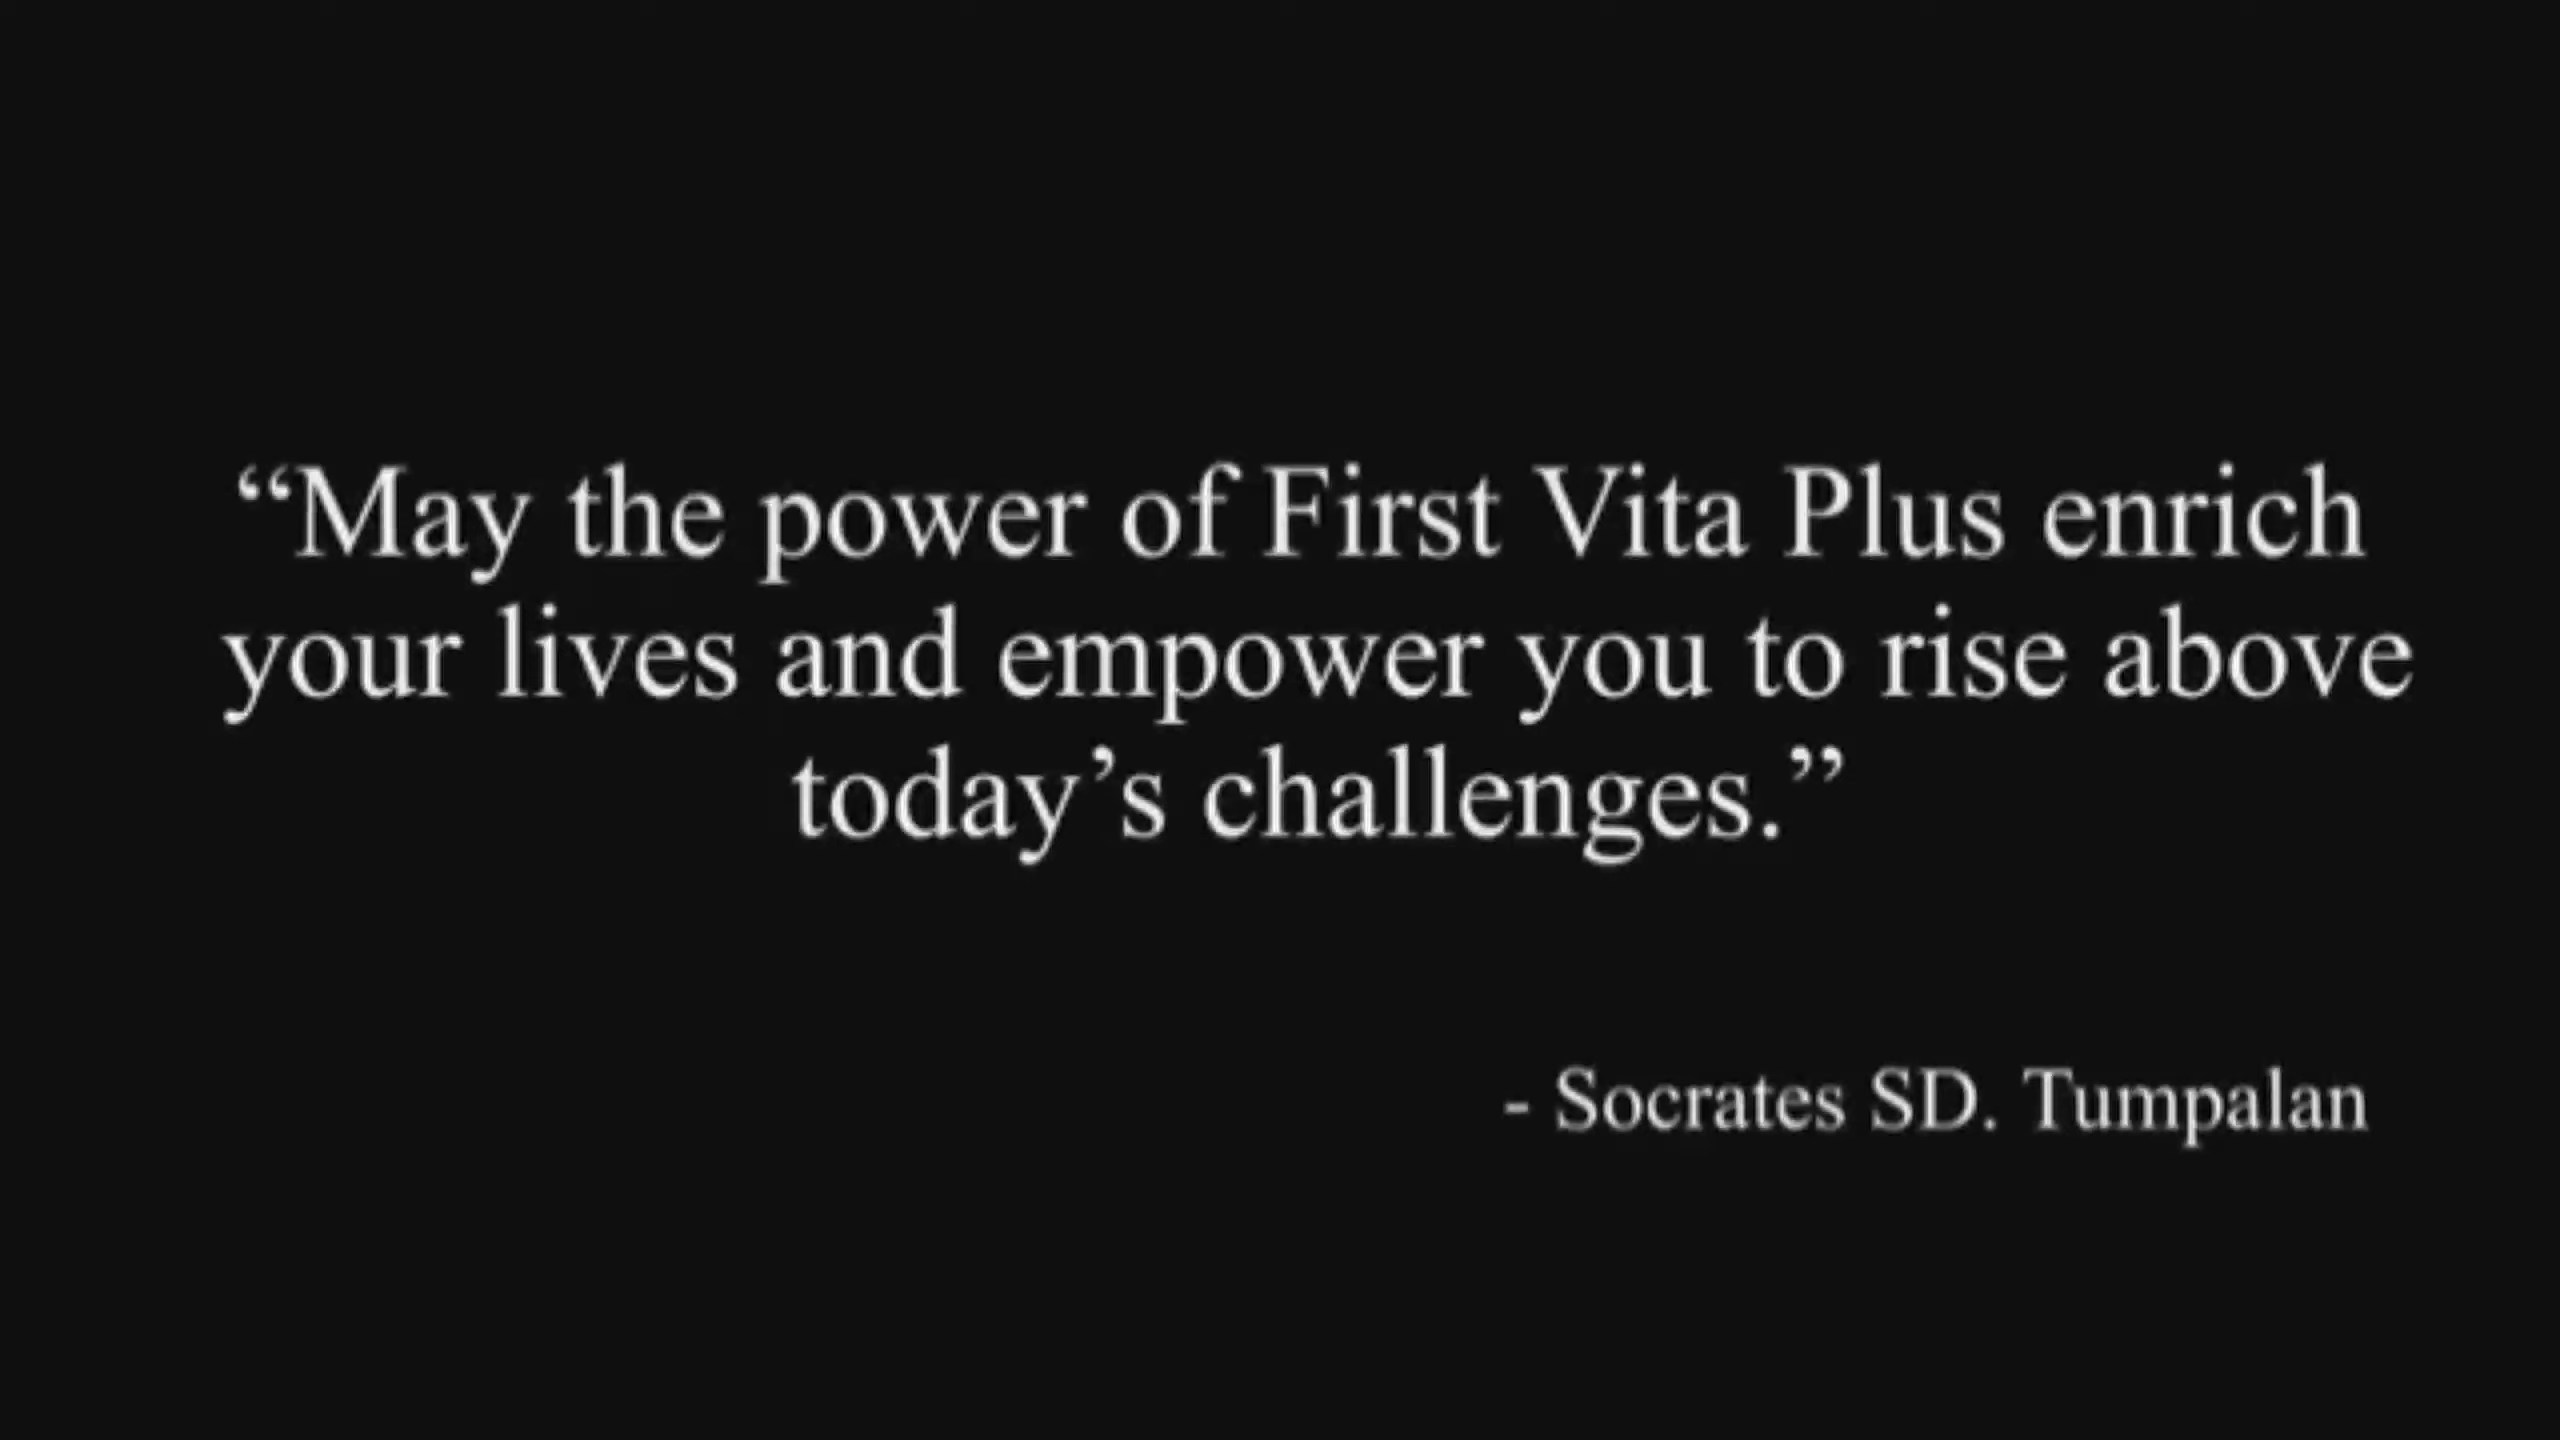 “May the power of First Vita Plus enrich
your lives and empower you to rise above
today’s challenges.”
- Socrates SD. Tumpalan